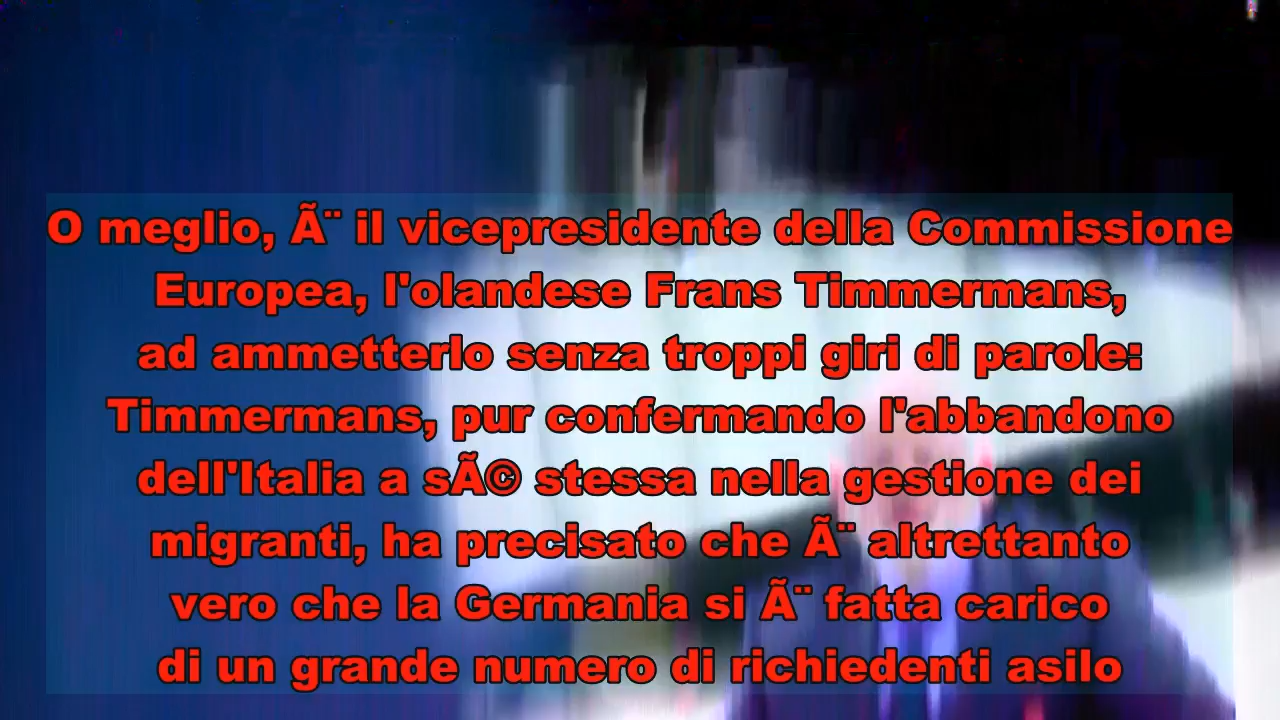 O meglio, Ã¨ il vicepresidente della Commissione
Europea, l'olandese Frans Timmermans,
ad ammetterlo senza troppi giri di parole:
Timmermans, pur confermando l'abbandono
dell'Italia a sÃ© stessa nella gestione dei
migranti, ha precisato che Ã¨ altrettanto
vero che la Germania si Ã¨ fatta carico
di un grande numero di richiedenti asilo